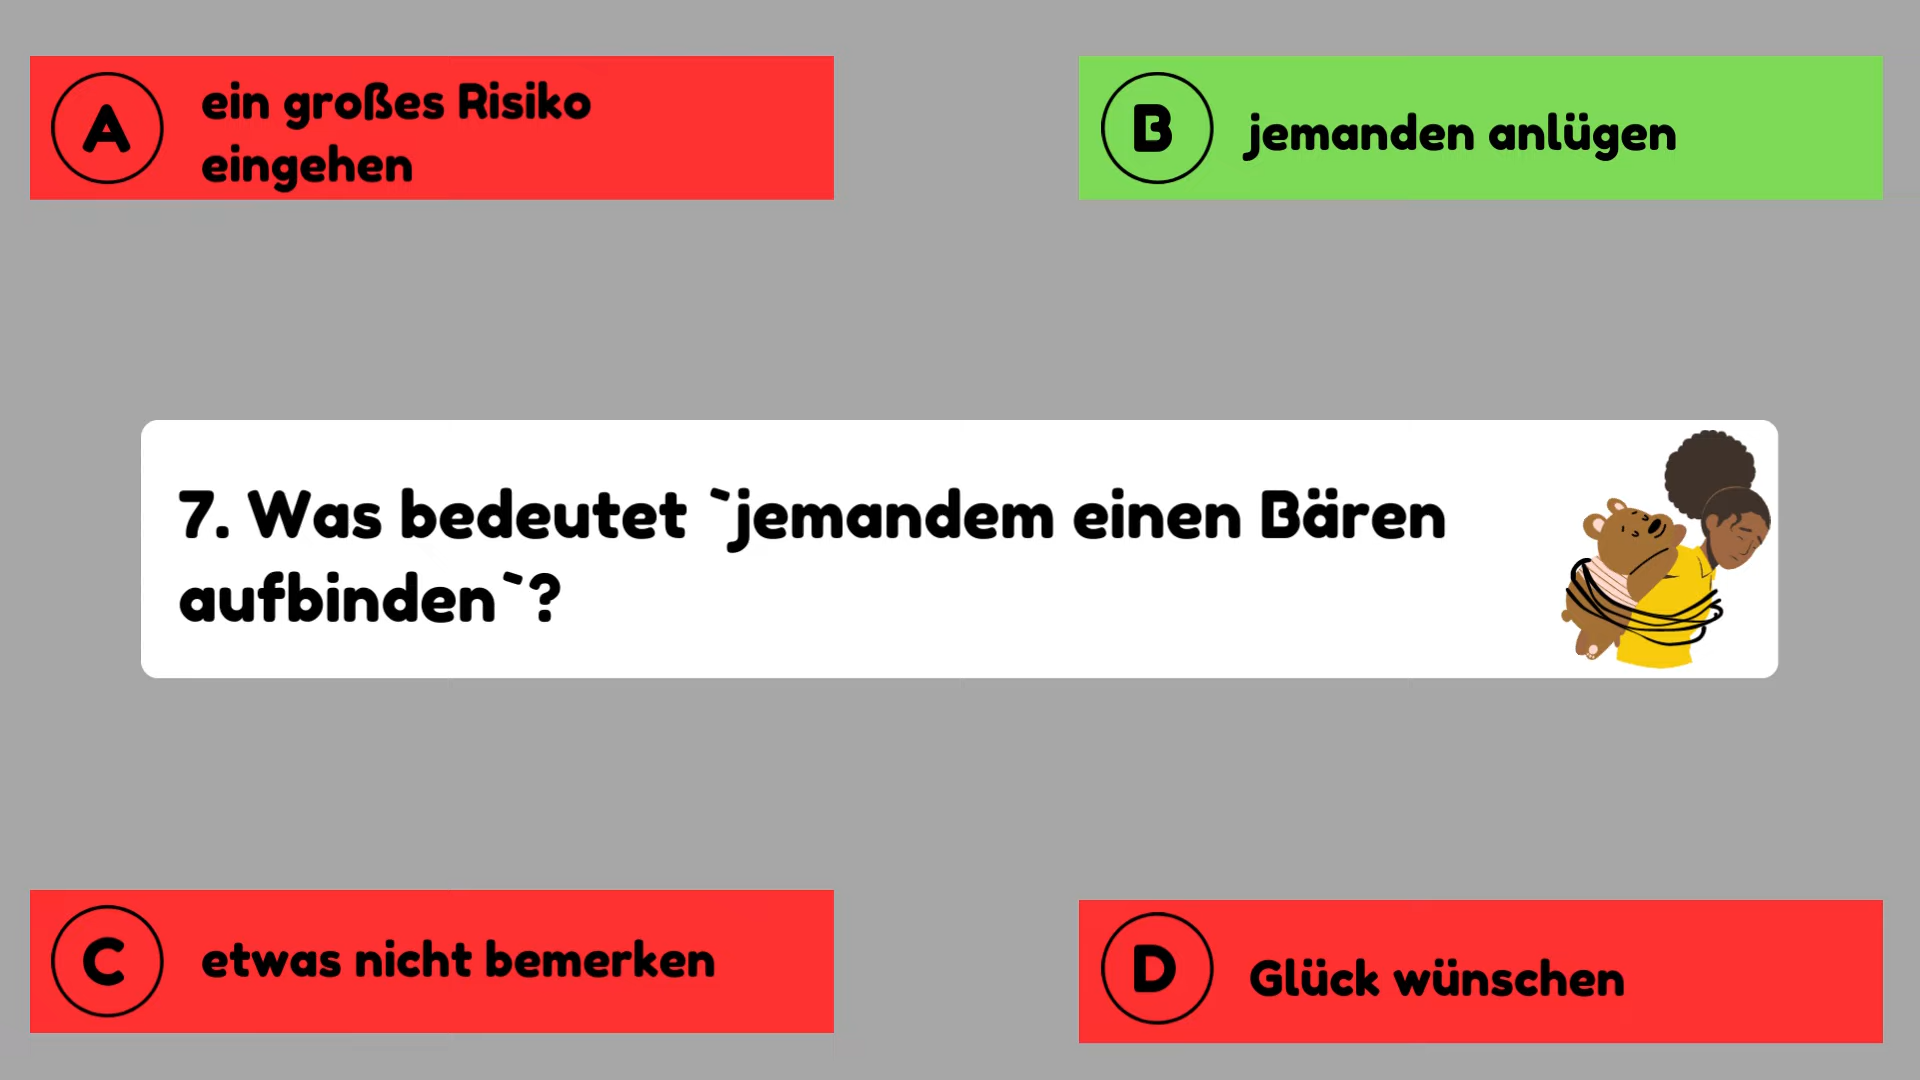 A
ein großes Risiko
eingehen
B
jemanden anlügen
7. Was bedeutet `jemandem einen Bären
aufbinden`?
C
etwas nicht bemerken
D
Glück wünschen